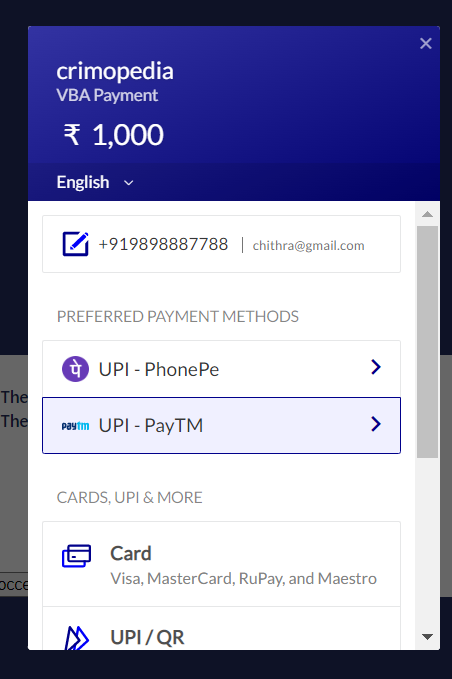 crimopedia
VBA Payment
₹ 1,000
English
+919898887788 | chithra@gmail.com
PREFERRED PAYMENT METHODS
पे UPI - PhonePe
The
paytm UPI - PayTM
The
CARDS, UPI & MORE
Card
Visa, MasterCard, RuPay, and Maestro
UPI / QR